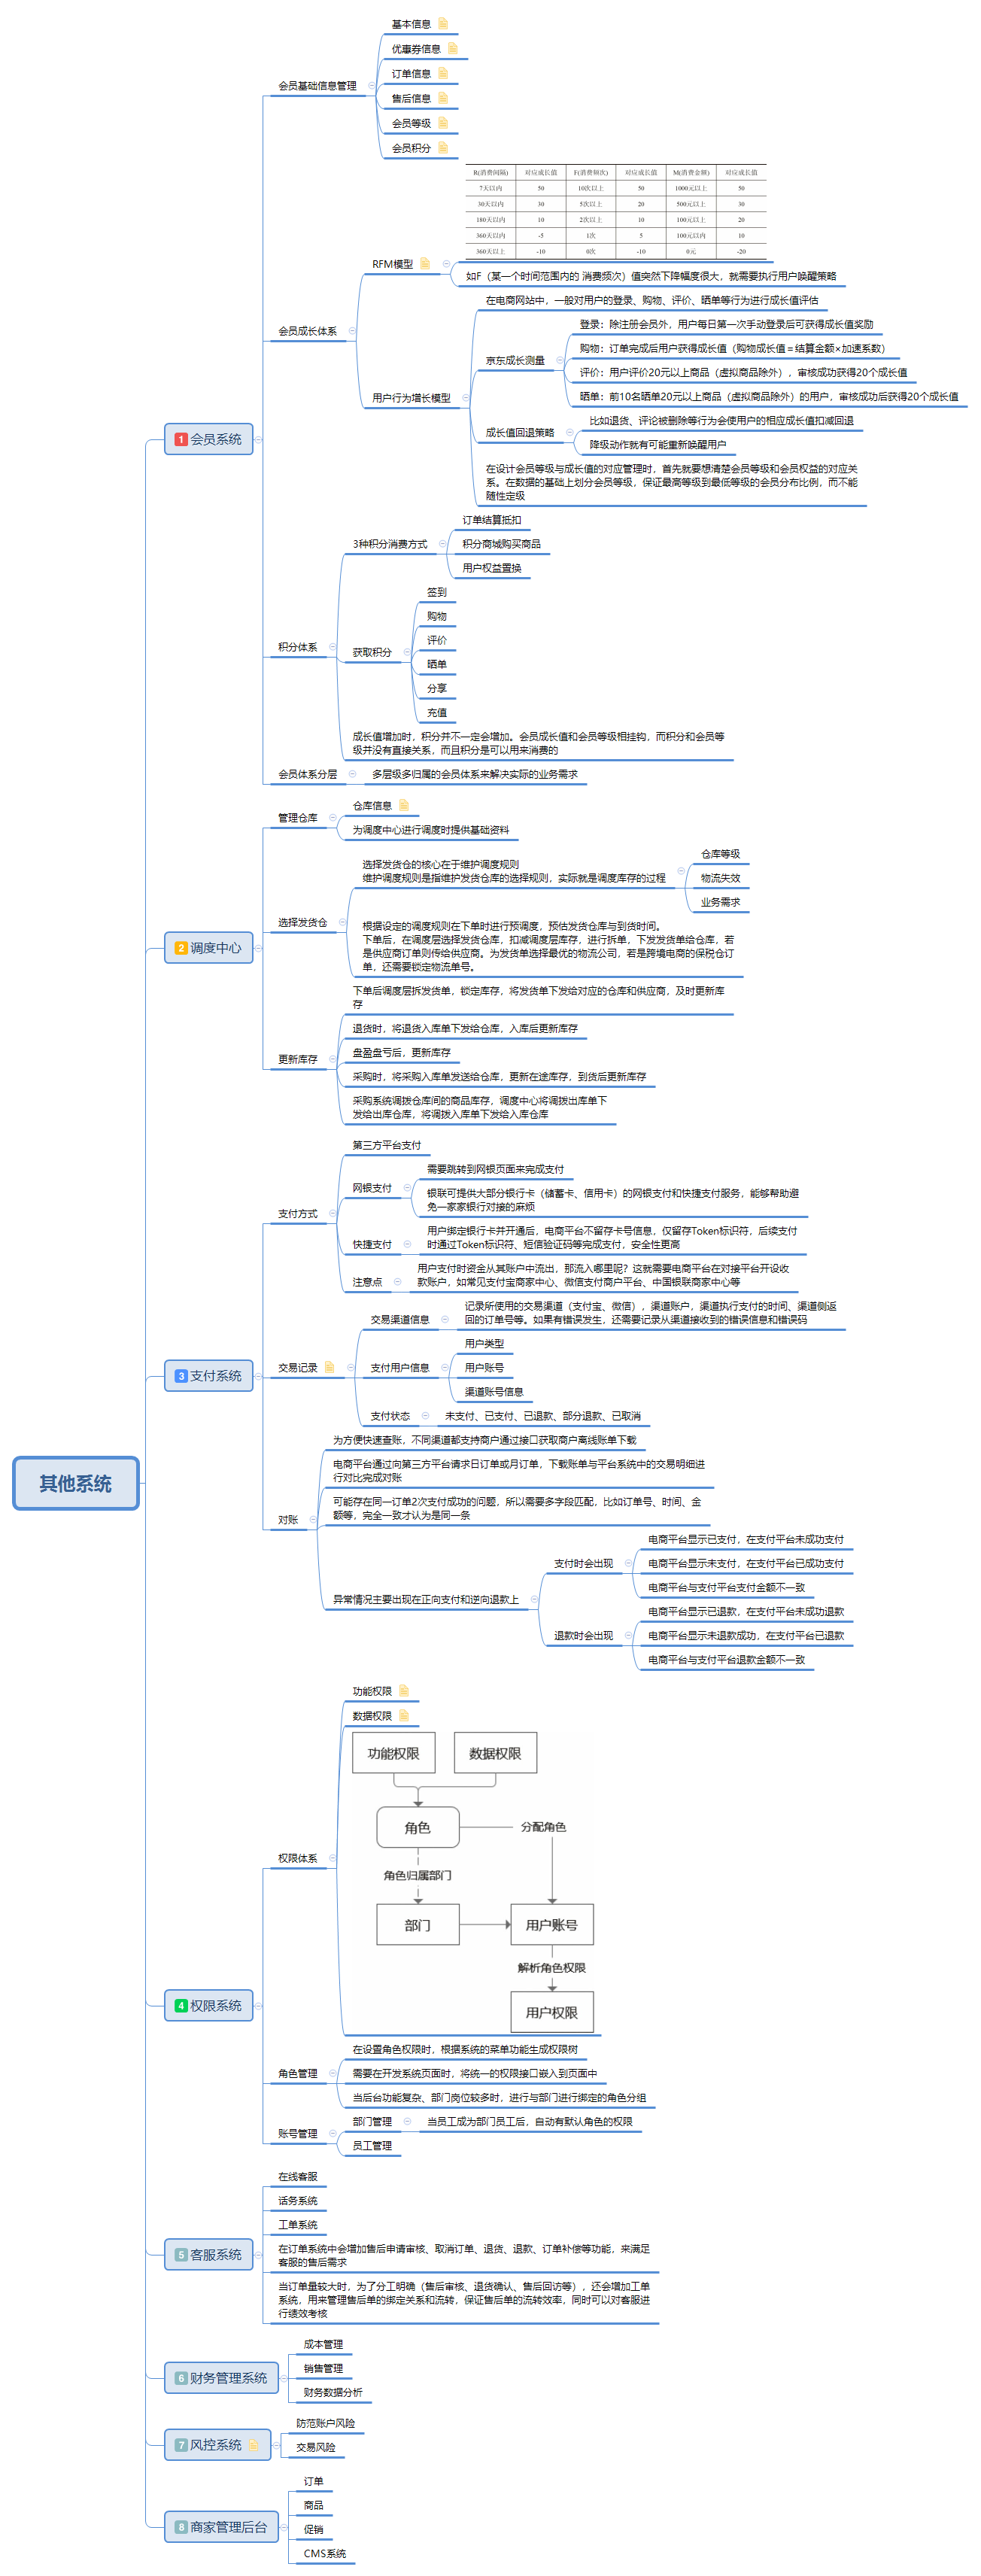 基本信息
优惠券信息
订单信息
会员基础信息管理
售后信息
会员等级
会员积分
R(消费间隔) 对应成长值 F(消费频次) 对应成长值 M(消费金额) 对应成长值
7天以内 50 10次以上 50 1000元以上 50
30天以内 30 5次以上 20 500元以上 30
180天以内 10 2次以上 10 100元以上 20
360天以内 -5 1次 5 100元以内 10
360天以上 -10 0次 -10 0元 -20
RFM模型
如F（某一个时间范围内的 消费频次）值突然下降幅度很大，就需要执行用户唤醒策略
会员成长体系
在电商网站中，一般对用户的登录、购物、评价、晒单等行为进行成长值评估
登录：除注册会员外，用户每日第一次手动登录后可获得成长值奖励
购物：订单完成后用户获得成长值（购物成长值＝结算金额×加速系数）
京东成长测量
评价：用户评价20元以上商品（虚拟商品除外），审核成功获得20个成长值
晒单：前10名晒单20元以上商品（虚拟商品除外）的用户，审核成功后获得20个成长值
用户行为增长模型
比如退货、评论被删除等行为会使用户的相应成长值扣减回退
成长值回退策略
降级动作就有可能重新唤醒用户
1 会员系统
在设计会员等级与成长值的对应管理时，首先就要想清楚会员等级和会员权益的对应关
系。在数据的基础上划分会员等级，保证最高等级到最低等级的会员分布比例，而不能
随性定级
订单结算抵扣
3种积分消费方式
积分商城购买商品
用户权益置换
签到
购物
评价
积分体系
获取积分
晒单
分享
充值
成长值增加时，积分并不一定会增加。会员成长值和会员等级相挂钩，而积分和会员等
级并没有直接关系，而且积分是可以用来消费的
会员体系分层
多层级多归属的会员体系来解决实际的业务需求
仓库信息
管理仓库
为调度中心进行调度时提供基础资料
仓库等级
选择发货仓的核心在于维护调度规则
维护调度规则是指维护发货仓库的选择规则，实际就是调度库存的过程
物流失效
业务需求
选择发货仓
根据设定的调度规则在下单时进行预调度，预估发货仓库与到货时间。
下单后，在调度层选择发货仓库，扣减调度层库存，进行拆单，下发发货单给仓库，若
是供应商订单则传给供应商。为发货单选择最优的物流公司，若是跨境电商的保税仓订
单，还需要锁定物流单号。
2 调度中心
下单后调度层拆发货单，锁定库存，将发货单下发给对应的仓库和供应商，及时更新库
存
退货时，将退货入库单下发给仓库，入库后更新库存
更新库存
盘盈盘亏后，更新库存
采购时，将采购入库单发送给仓库，更新在途库存，到货后更新库存
采购系统调拨仓库间的商品库存，调度中心将调拨出库单下
发给出库仓库，将调拨入库单下发给入库仓库
第三方平台支付
需要跳转到网银页面来完成支付
网银支付
银联可提供大部分银行卡（储蓄卡、信用卡）的网银支付和快捷支付服务，能够帮助避
免一家家银行对接的麻烦
支付方式
快捷支付
用户绑定银行卡并开通后，电商平台不留存卡号信息，仅留存Token标识符，后续支付
时通过Token标识符、短信验证码等完成支付，安全性更高
注意点
用户支付时资金从其账户中流出，那流入哪里呢？这就需要电商平台在对接平台开设收
款账户，如常见支付宝商家中心、微信支付商户平台、中国银联商家中心等
交易渠道信息
记录所使用的交易渠道（支付宝、微信），渠道账户，渠道执行支付的时间、渠道侧返
回的订单号等。如果有错误发生，还需要记录从渠道接收到的错误信息和错误码
用户类型
交易记录
支付用户信息
用户账号
渠道账号信息
支付状态
未支付、已支付、已退款、部分退款、已取消
3 支付系统
为方便快速查账，不同渠道都支持商户通过接口获取商户离线账单下载
电商平台通过向第三方平台请求日订单或月订单，下载账单与平台系统中的交易明细进
行对比完成对账
可能存在同一订单2次支付成功的问题，所以需要多字段匹配，比如订单号、时间、金
额等，完全一致才认为是同一条
对账
电商平台显示已支付，在支付平台未成功支付
支付时会出现
电商平台显示未支付，在支付平台已成功支付
电商平台与支付平台支付金额不一致
异常情况主要出现在正向支付和逆向退款上
电商平台显示已退款，在支付平台未成功退款
退款时会出现
电商平台显示未退款成功，在支付平台已退款
电商平台与支付平台退款金额不一致
其他系统
功能权限
数据权限
功能权限 数据权限
角色 分配角色
权限体系
角色归属部门
部门 用户账号
解析角色权限
用户权限
4 权限系统
在设置角色权限时，根据系统的菜单功能生成权限树
角色管理
需要在开发系统页面时，将统一的权限接口嵌入到页面中
当后台功能复杂、部门岗位较多时，进行与部门进行绑定的角色分组
部门管理
当员工成为部门员工后，自动有默认角色的权限
账号管理
员工管理
在线客服
话务系统
工单系统
5 客服系统
在订单系统中会增加售后申请审核、取消订单、退货、退款、订单补偿等功能，来满足
客服的售后需求
当订单量较大时，为了分工明确（售后审核、退货确认、售后回访等），还会增加工单
系统，用来管理售后单的绑定关系和流转，保证售后单的流转效率，同时可以对客服进
行绩效考核
成本管理
6 财务管理系统
销售管理
财务数据分析
防范账户风险
7 风控系统
交易风险
订单
商品
8 商家管理后台
促销
CMS系统